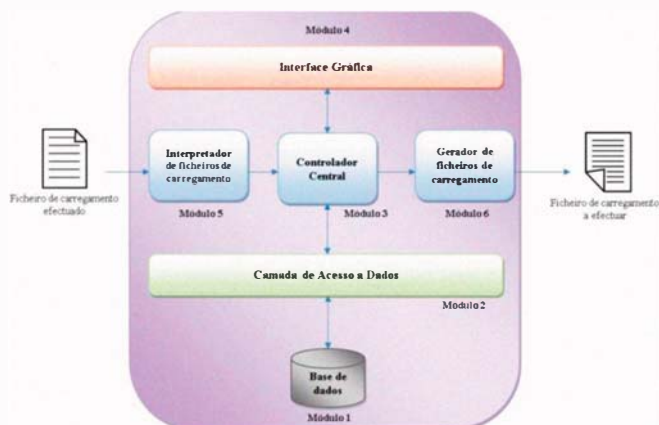 Módulo 4
Interface Gráfica
Interpretador
de ficheiros de
carregamento
Controlador
Central
Gerador de
ficheiros de
carregamento
Ficheiro de carregamento
efectuado
Módulo 5
Módulo 3
Módulo 6
Ficheiro de carregamento
a efectuar
Camada de Acesso a Dados
Módulo 2
Base de
dados
Módulo 1